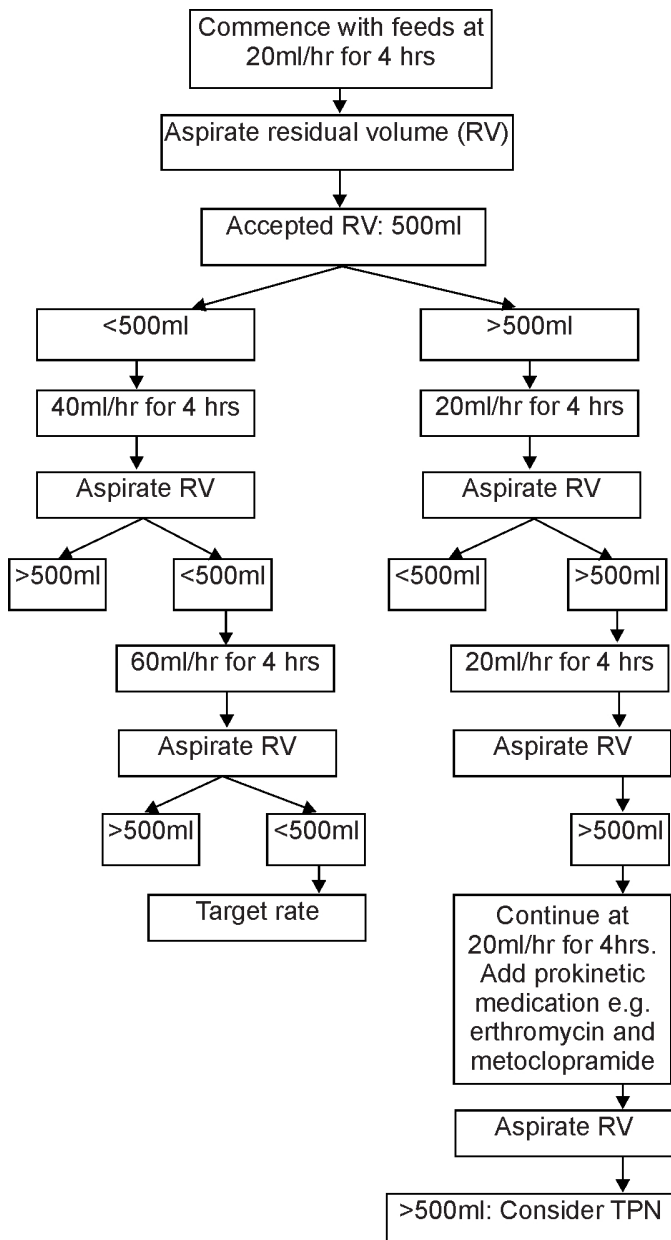 Commence with feeds at
20ml/hr for 4 hrs
Aspirate residual volume (RV)
Accepted RV: 500ml
<500ml
>500ml
40ml/hr for 4 hrs
20ml/hr for 4 hrs
Aspirate RV
Aspirate RV
>500ml
<500ml
<500ml
>500ml
60ml/hr for 4 hrs
20ml/hr for 4 hrs
Aspirate RV
Aspirate RV
>500ml
<500ml
>500ml
Target rate
Continue at
20ml/hr for 4hrs.
Add prokinetic
medication e.g.
erthromycin and
metoclopramide
Aspirate RV
>500ml: Consider TPN